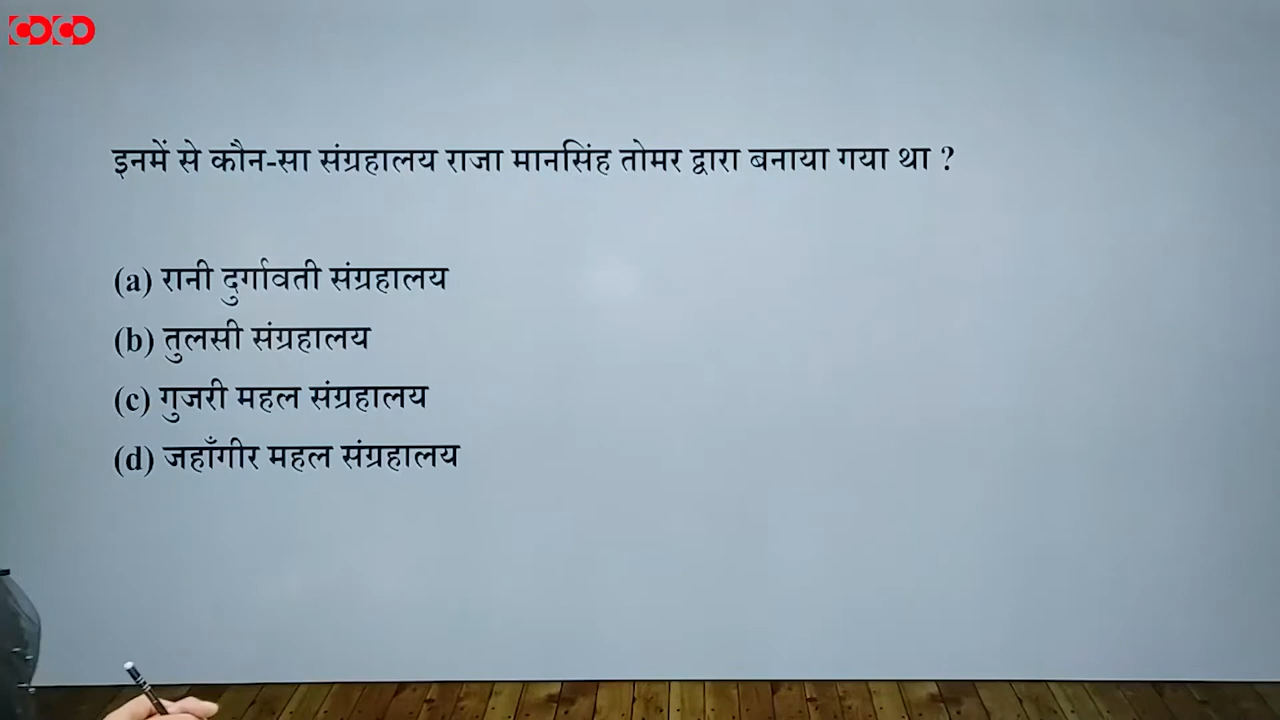 COCO
इनमें से कौन-सा संग्रहालय राजा मानसिंह तोमर द्वारा बनाया गया था ?
(a) रानी दुर्गावती संग्रहालय
(b) तुलसी संग्रहालय
(c) गुजरी महल संग्रहालय
(d) जहाँगीर महल संग्रहालय